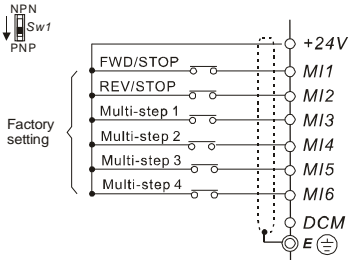 NPN
Sw1
PNP
+24V
FWD/STOP
MI1
REV/STOP
MI2
Multi-step 1
MI3
Factory
setting
Multi-step 2
MI4
Multi-step 3
MI5
Multi-step 4
MI6
DCM
E